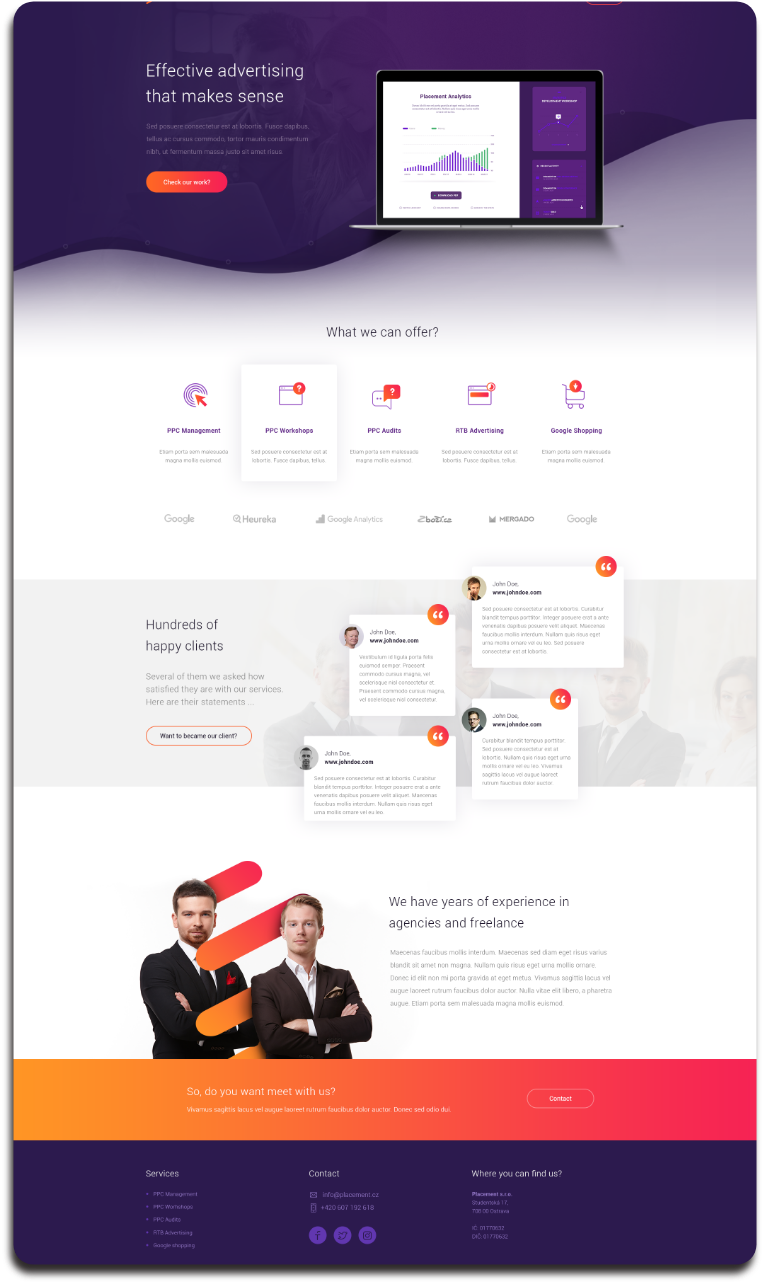 Effective advertising
that makes sense
Sed posuere consectetur est at lobortis. Fusce dapibus,
tellus ac cursus commodo, tortor mauris condimentum
nibh, ut fermentum massa justo sit amet risus.
Check our work?
Placement Analytics
What we can offer?
PPC Management
Etiam porta sem malesuada
magna mollis euismod
PPC Workshops
Sed posuere consectetur est at
lobortis. Fusce dapibus, tellus.
PPC Audits
Etiam porta sem malesuada
magna mollis euismod
RTB Advertising
Sed posuere consectetur est at
lobortis. Fusce dapibus, tellus.
Google Shopping
Etiam porta sem malesuada
magna mollis euismod
Google
Heureka
Google Analytics
MERGADO
Google
Hundreds of
happy clients
Several of them we asked how
satisfied they are with our services.
Here are their statements ...
Want to became our client?
John Doe,
www.johndoe.com
Sed posuere consectetur est at lobortis. Curabitur
blandit tempus porttitor. Integer posuere erat a ante
venenatis dapibus posuere velit aliquet. Maecenas
faucibus mollis interdum. Nullam quis risus eget
urna mollis ornare vel eu leo. Sed posuere
consectetur est at lobortis.
John Doe,
www.johndoe.com
Vestibulum id ligula porta felis
euismod semper. Praesent
commodo cursus magna, vel
scelerisque nisl consectetur et.
Praesent commodo cursus magna,
vel scelerisque nisl consectetur.
John Doe,
www.johndoe.com
Curabitur blandit tempus porttitor.
Sed posuere consectetur est at
lobortis. Nullam quis risus eget urna
mollis ornare vel eu leo. Vivamus
sagittis lacus vel augue laoreet
rutrum faucibus dolor auctor.
John Doe,
www.johndoe.com
Sed posuere consectetur est at lobortis. Curabitur
blandit tempus porttitor. Integer posuere erat a ante
venenatis dapibus posuere velit aliquet. Maecenas
faucibus mollis interdum. Nullam quis risus eget
urna mollis ornare vel eu leo.
We have years of experience in
agencies and freelance
Maecenas faucibus mollis interdum. Maecenas sed diam eget risus varius
blandit sit amet non magna. Nullam quis risus eget urna mollis ornare.
Donec id elit non mi porta gravida at eget metus. Vivamus sagittis lacus vel
augue laoreet rutrum faucibus dolor auctor. Nulla vitae elit libero, a pharetra
augue. Etiam porta sem malesuada magna mollis euismod.
So, do you want meet with us?
Vivamus sagittis lacus vel augue laoreet rutrum faucibus dolor auctor. Donec sed odio dui.
Contact
Services
PPC Management
PPC Workshops
PPC Audits
RTB Advertising
Google shopping
Contact
info@placement.cz
+420 607 192 618
Where you can find us?
Placement s.r.o.
Studentská 17,
708 00 Ostrava
IČ: 01778632
DIČ: 01778632